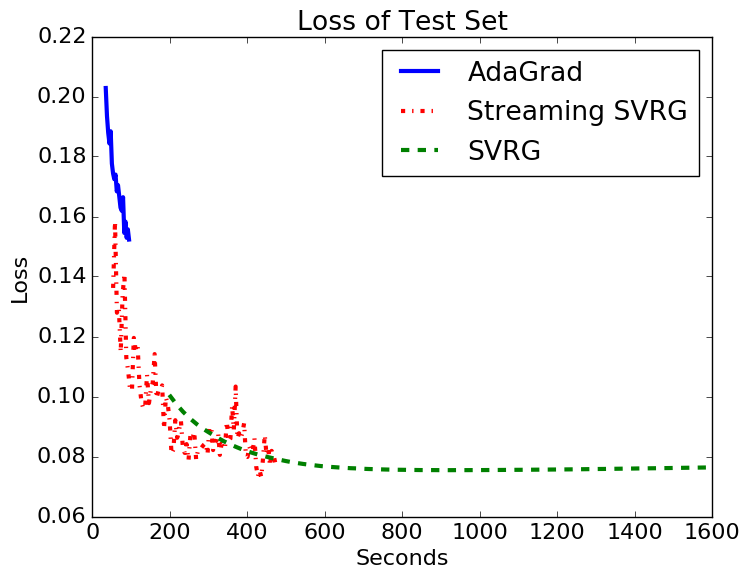 Loss of Test Set
0.22
0.20
0.18
0.16
0.14
0.12
0.10
0.08
0.06
Loss
AdaGrad
Streaming SVRG
SVRG
0 200 400 600 800 1000 1200 1400 1600
Seconds